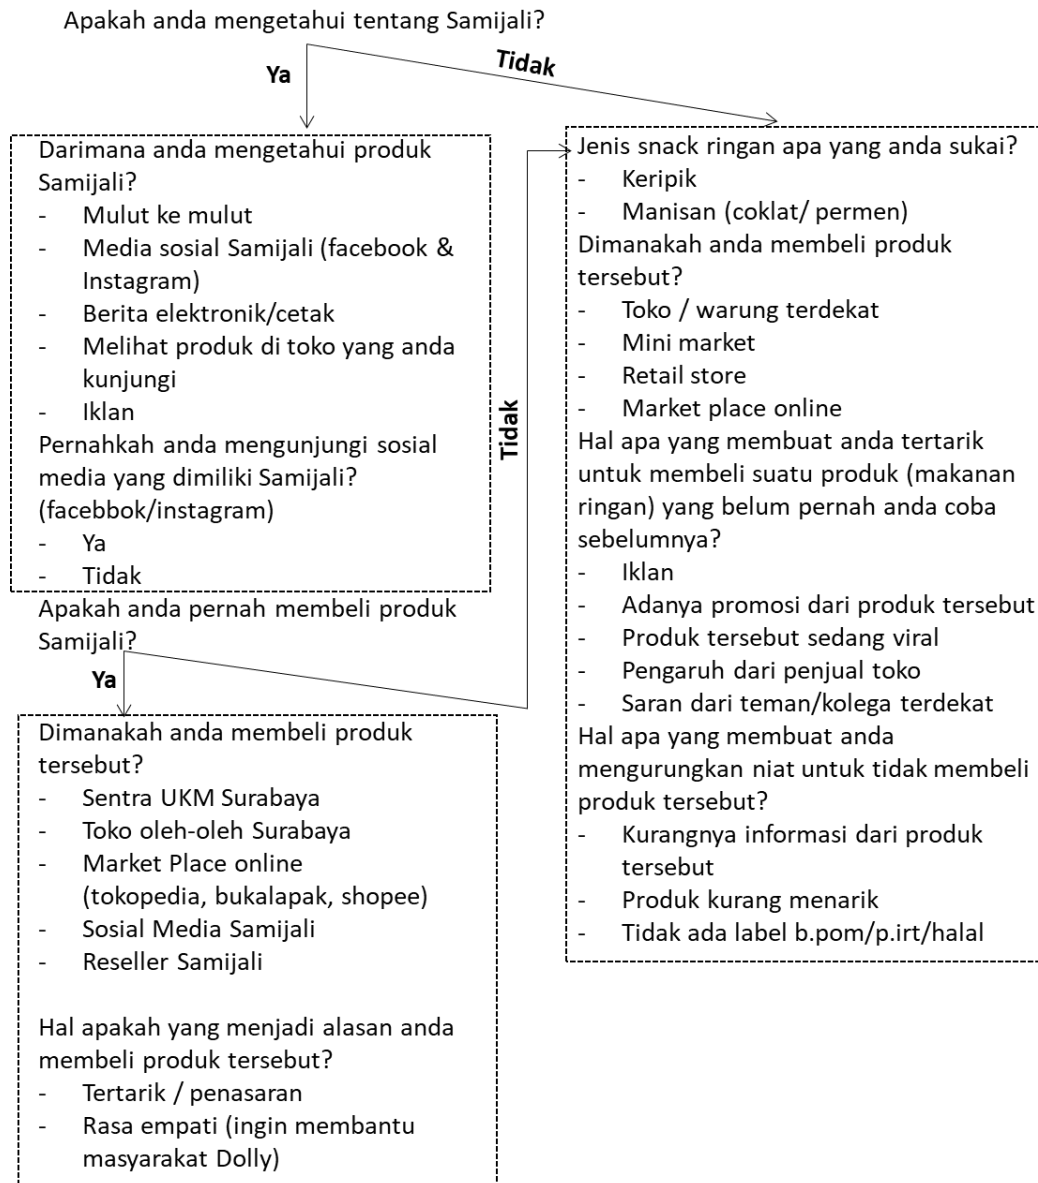 Apakah anda mengetahui tentang Samijali?
Ya
Tidak
Darimana anda mengetahui produk
Samijali?
- Mulut ke mulut
- Media sosial Samijali (facebook &
Instagram)
- Berita elektronik/cetak
- Melihat produk di toko yang anda
kunjungi
- Iklan
Pernahkah anda mengunjungi sosial
media yang dimiliki Samijali?
(facebbok/instagram)
- Ya
- Tidak
Apakah anda pernah membeli produk
Samijali?
Ya
Tidak
Dimanakah anda membeli produk
tersebut?
- Sentra UKM Surabaya
- Toko oleh-oleh Surabaya
- Market Place online
(tokopedia, bukalapak, shopee)
- Sosial Media Samijali
- Reseller Samijali
Hal apakah yang menjadi alasan anda
membeli produk tersebut?
- Tertarik / penasaran
- Rasa empati (ingin membantu
masyarakat Dolly)
Jenis snack ringan apa yang anda sukai?
- Keripik
- Manisan (coklat/ permen)
Dimanakah anda membeli produk
tersebut?
- Toko / warung terdekat
- Mini market
- Retail store
- Market place online
Hal apa yang membuat anda tertarik
untuk membeli suatu produk (makanan
ringan) yang belum pernah anda coba
sebelumnya?
- Iklan
- Adanya promosi dari produk tersebut
- Produk tersebut sedang viral
- Pengaruh dari penjual toko
- Saran dari teman/kolega terdekat
Hal apa yang membuat anda
mengurungkan niat untuk tidak membeli
produk tersebut?
- Kurangnya informasi dari produk
tersebut
- Produk kurang menarik
- Tidak ada label b.pom/p.irt/halal